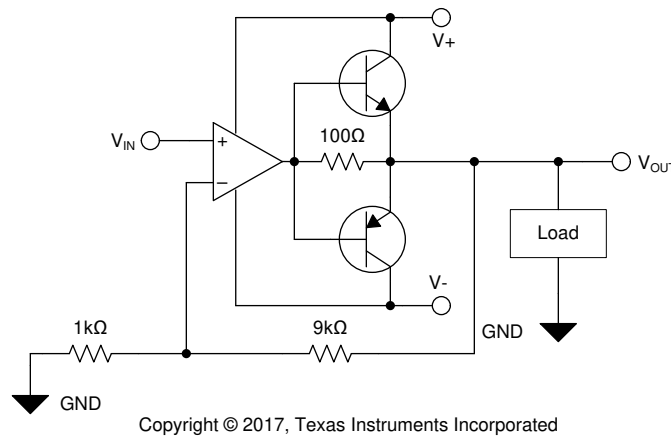 V+
100Ω
VIN
+
−
VOUT
Load
V-
1kΩ
9kΩ
GND
GND
Copyright © 2017, Texas Instruments Incorporated